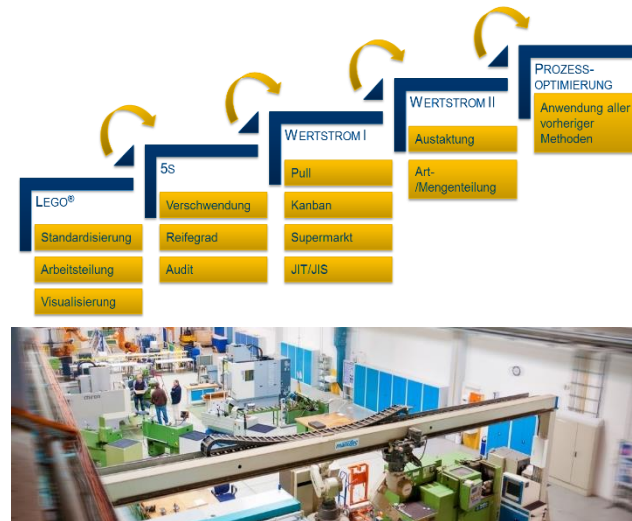 LEGO®
Standardisierung
Arbeitsteilung
Visualisierung
5S
Verschwendung
Reifegrad
Audit
WERTSTROM I
Pull
Kanban
Supermarkt
JIT/JIS
WERTSTROM II
Austaktung
Art-
/Mengenteilung
PROZESS-
OPTIMIERUNG
Anwendung aller
vorheriger
Methoden